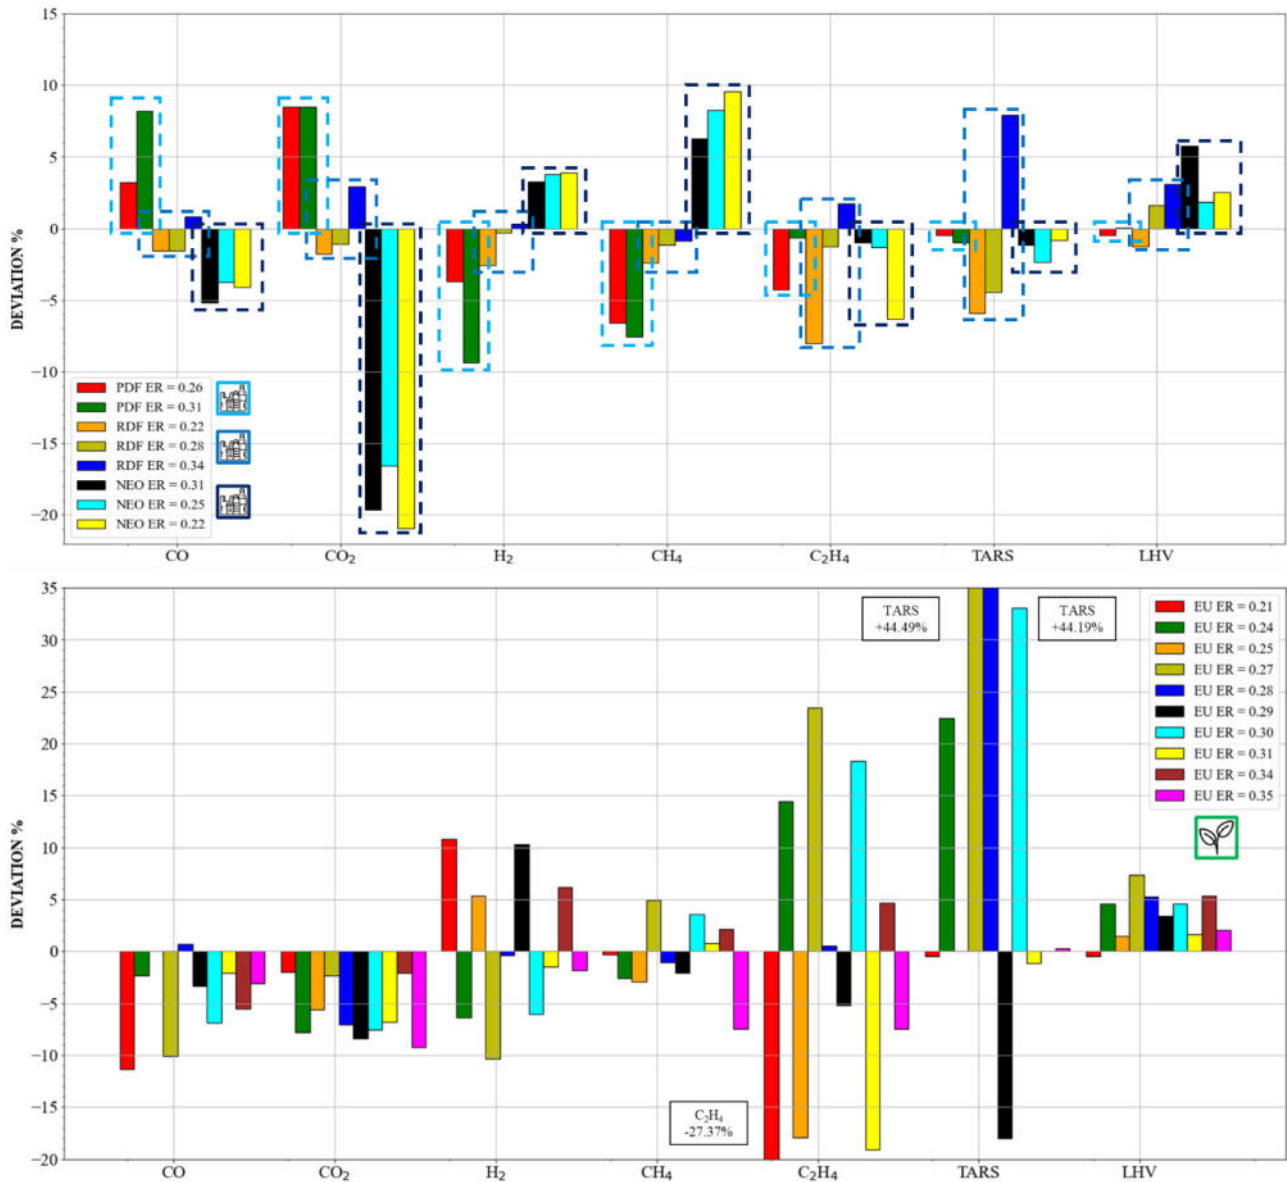 15
10
5
0
−5
−10
−15
−20
DEVIATION %
PDF ER = 0.26
PDF ER = 0.31
RDF ER = 0.22
RDF ER = 0.28
RDF ER = 0.34
NEO ER = 0.31
NEO ER = 0.25
NEO ER = 0.22
CO CO₂ H₂ CH₄ C₂H₄ TARS LHV
35
30
25
20
15
10
5
0
−5
−10
−15
−20
DEVIATION %
TARS
+44.49%
TARS
+44.19%
EU ER = 0.21
EU ER = 0.24
EU ER = 0.25
EU ER = 0.27
EU ER = 0.28
EU ER = 0.29
EU ER = 0.30
EU ER = 0.31
EU ER = 0.34
EU ER = 0.35
C₂H₄
-27.37%
CO CO₂ H₂ CH₄ C₂H₄ TARS LHV